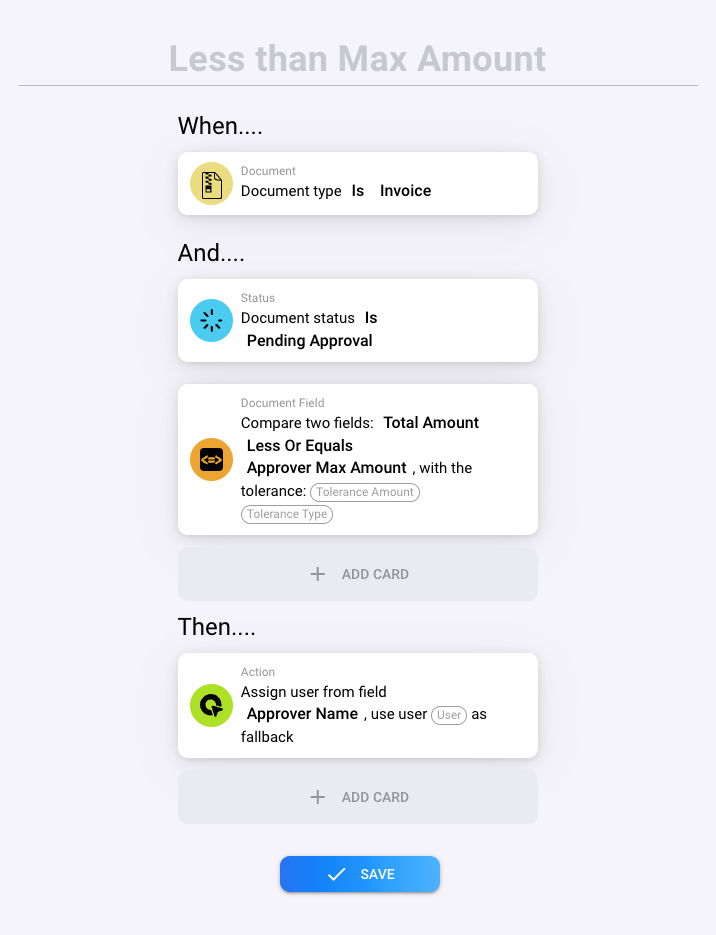 Less than Max Amount
When....
Document
Document type Is Invoice
And....
Status
Document status Is
Pending Approval
Document Field
Compare two fields: Total Amount
Less Or Equals
Approver Max Amount , with the
tolerance: Tolerance Amount
Tolerance Type
+ ADD CARD
Then....
Action
Assign user from field
Approver Name , use user User as
fallback
+ ADD CARD
SAVE